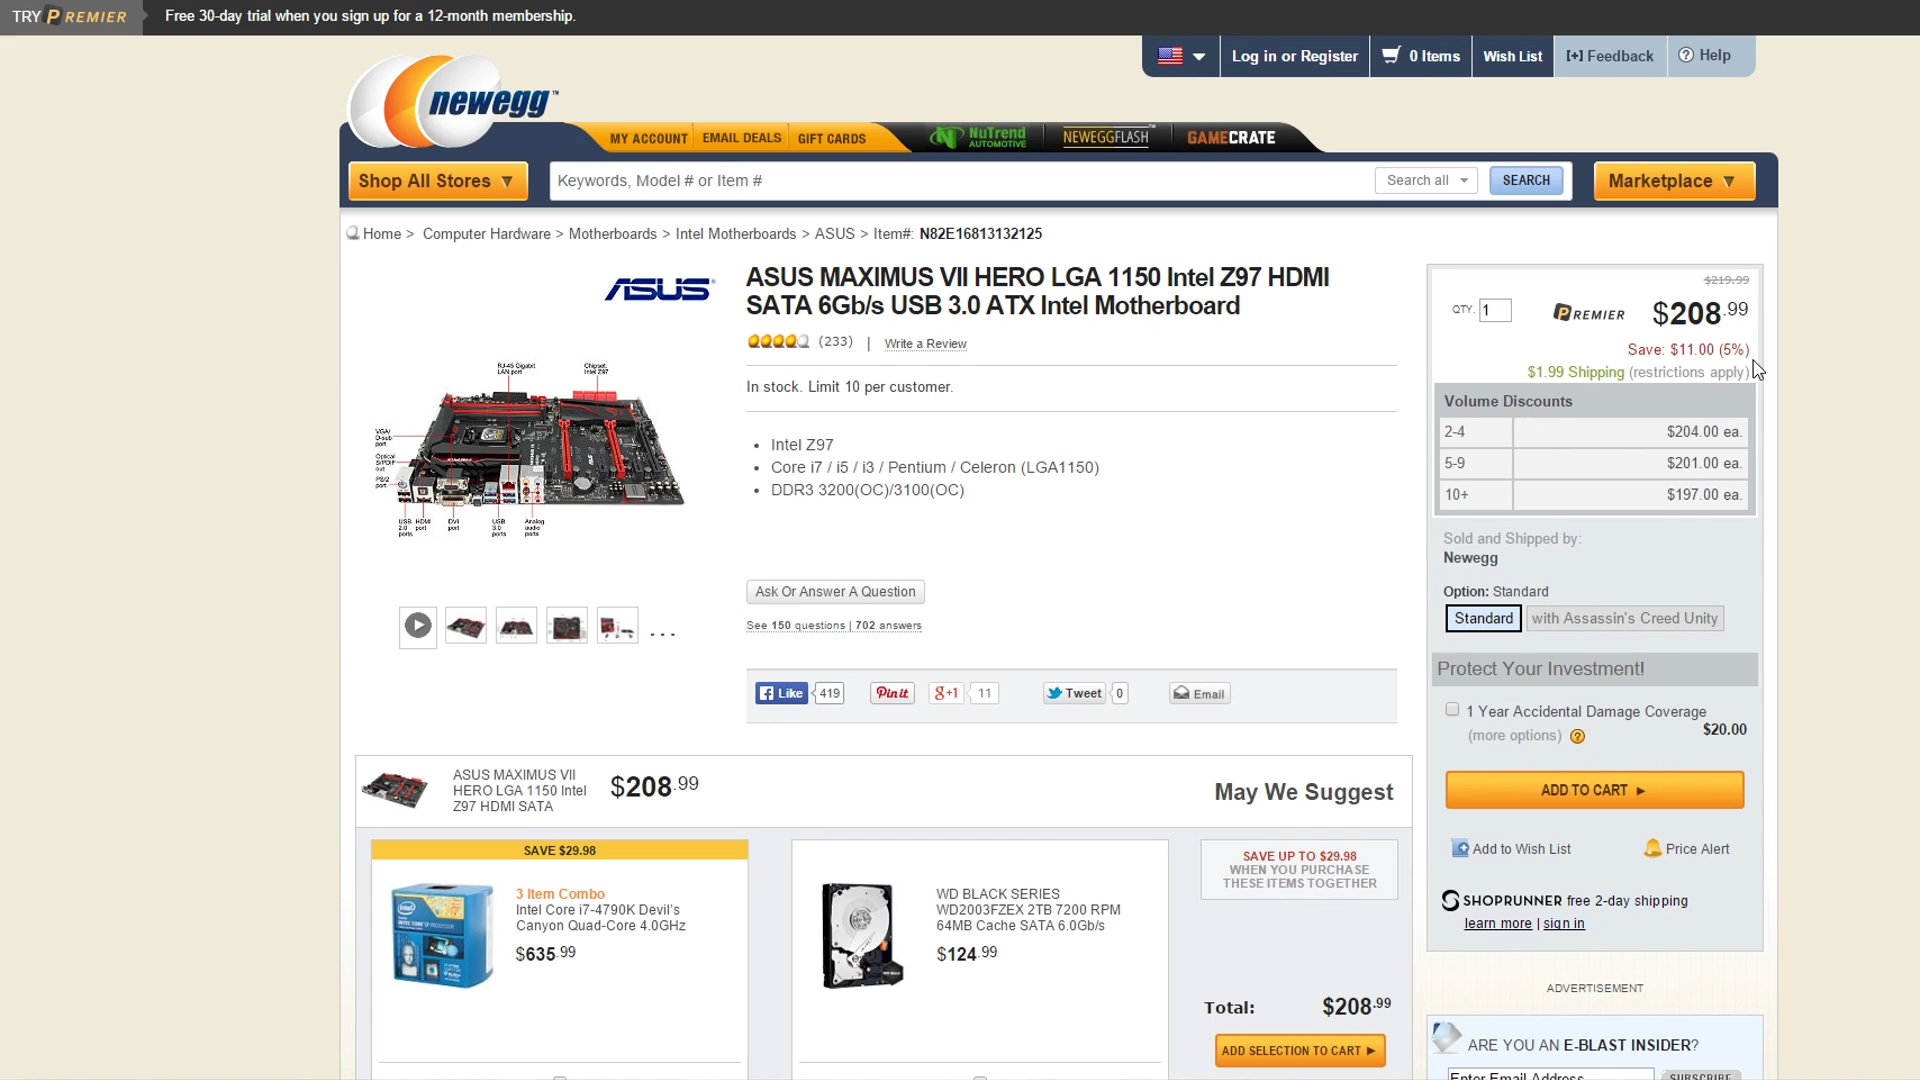 TRY PREMIER
Free 30-day trial when you sign up for a 12-month membership.
Log in or Register
0 Items
Wish List
[+] Feedback
? Help
newegg™
MY ACCOUNT
EMAIL DEALS
GIFT CARDS
NUTREND AUTOMOTIVE
NEWEGGFLASH™
GAMECRATE
Shop All Stores
Keywords, Model # or Item #
Search all
SEARCH
Marketplace
Home > Computer Hardware > Motherboards > Intel Motherboards > ASUS > Item#: N82E16813132125
ASUS
RJ-45 Gigabit
LAN port
Chipset:
Intel Z97
VGA/
D-sub
port
Optical
S/PDIF
out
PS/2
port
USB
2.0
ports
HDMI
port
DVI
port
USB
3.0
ports
Analog
audio
ports
ASUS MAXIMUS VII HERO LGA 1150 Intel Z97 HDMI
SATA 6Gb/s USB 3.0 ATX Intel Motherboard
(233) | Write a Review
In stock. Limit 10 per customer.
• Intel Z97
• Core i7 / i5 / i3 / Pentium / Celeron (LGA1150)
• DDR3 3200(OC)/3100(OC)
Ask Or Answer A Question
See 150 questions | 702 answers
Like 419
Pin it
g+1 11
Tweet 0
Email
$219.99
QTY. 1
PREMIER
$208.99
Save: $11.00 (5%)
$1.99 Shipping (restrictions apply)
Volume Discounts
2-4 $204.00 ea.
5-9 $201.00 ea.
10+ $197.00 ea.
Sold and Shipped by:
Newegg
Option: Standard
Standard
with Assassin's Creed Unity
Protect Your Investment!
1 Year Accidental Damage Coverage
(more options) ?
$20.00
ADD TO CART
Add to Wish List
Price Alert
SHOPRUNNER free 2-day shipping
learn more | sign in
ADVERTISEMENT
ARE YOU AN E-BLAST INSIDER?
Enter Email Address
SUBSCRIBE
ASUS MAXIMUS VII
HERO LGA 1150 Intel
Z97 HDMI SATA
$208.99
May We Suggest
SAVE $29.98
3 Item Combo
Intel Core i7-4790K Devil's
Canyon Quad-Core 4.0GHz
$635.99
WD BLACK SERIES
WD2003FZEX 2TB 7200 RPM
64MB Cache SATA 6.0Gb/s
$124.99
SAVE UP TO $29.98
WHEN YOU PURCHASE
THESE ITEMS TOGETHER
Total: $208.99
ADD SELECTION TO CART